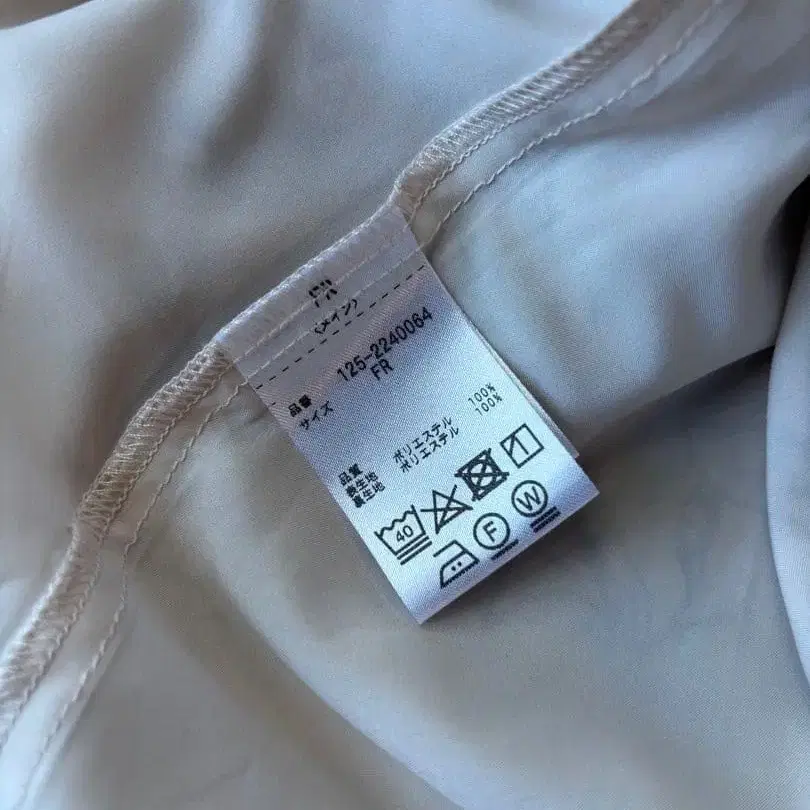 FR
(メイン)
品番 125-2240064
サイズ FR
品質
表生地 ポリエステル 100%
裏生地 ポリエステル 100%
40
F
W